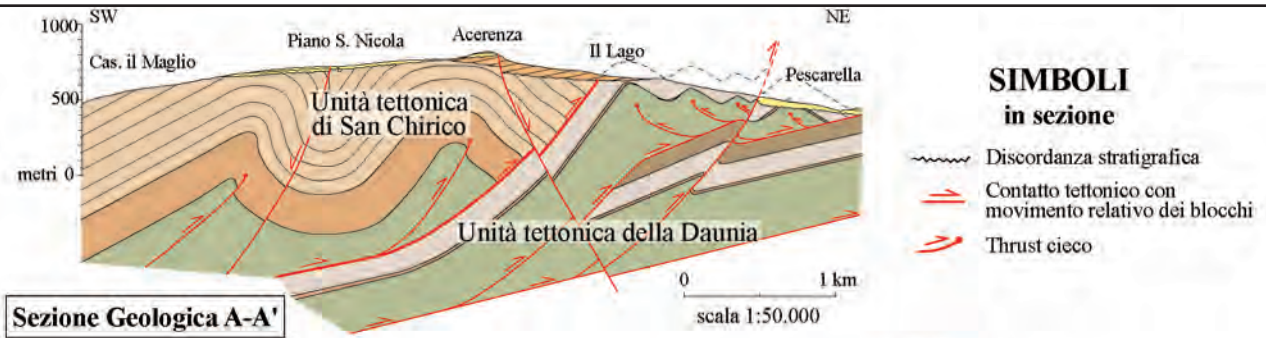 1000
SW
NE
Cas. il Maglio
Piano S. Nicola
Acerenza
Il Lago
Pescarella
500
metri 0
Unità tettonica
di San Chirico
Unità tettonica della Daunia
0
1 km
scala 1:50,000
Sezione Geologica A-A'
SIMBOLI
in sezione
Discordanza stratigrafica
Contatto tettonico con
movimento relativo dei blocchi
Thrust cieco